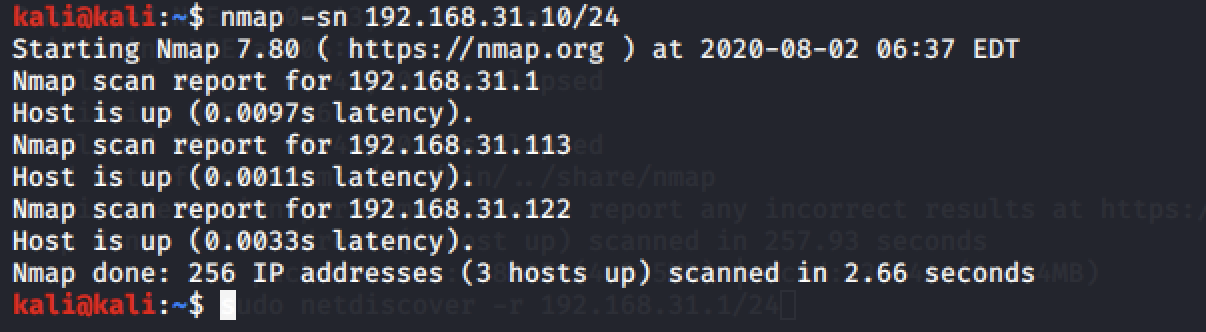 kali@kali:~$ nmap -sn 192.168.31.10/24
Starting Nmap 7.80 ( https://nmap.org ) at 2020-08-02 06:37 EDT
Nmap scan report for 192.168.31.1
Host is up (0.0097s latency).
Nmap scan report for 192.168.31.113
Host is up (0.0011s latency).
Nmap scan report for 192.168.31.122
Host is up (0.0033s latency).
Nmap done: 256 IP addresses (3 hosts up) scanned in 2.66 seconds
kali@kali:~$ sudo netdiscover -r 192.168.31.1/24